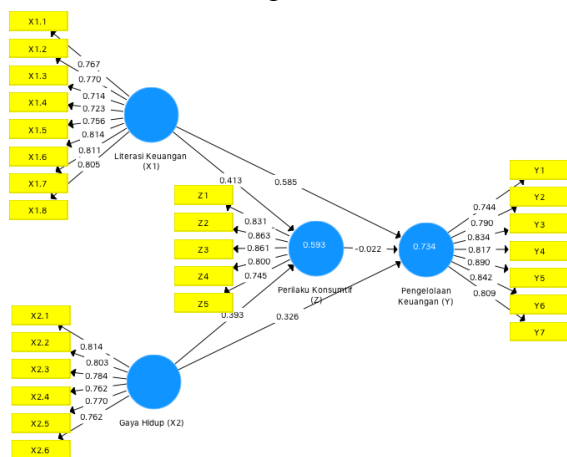 X1.1
X1.2
X1.3
X1.4
X1.5
X1.6
X1.7
X1.8
0.767
0.770
0.714
0.723
0.756
0.814
0.811
0.805
Literasi Keuangan
(X1)
0.413
0.585
Z1
Z2
Z3
Z4
Z5
0.831
0.863
0.861
0.800
0.745
0.593
Perilaku Konsumtif
(Z)
-0.022
0.734
Pengelolaan
Keuangan (Y)
0.744
0.790
0.834
0.817
0.890
0.842
0.809
Y1
Y2
Y3
Y4
Y5
Y6
Y7
0.393
0.326
X2.1
X2.2
X2.3
X2.4
X2.5
X2.6
0.814
0.803
0.784
0.762
0.770
0.762
Gaya Hidup (X2)